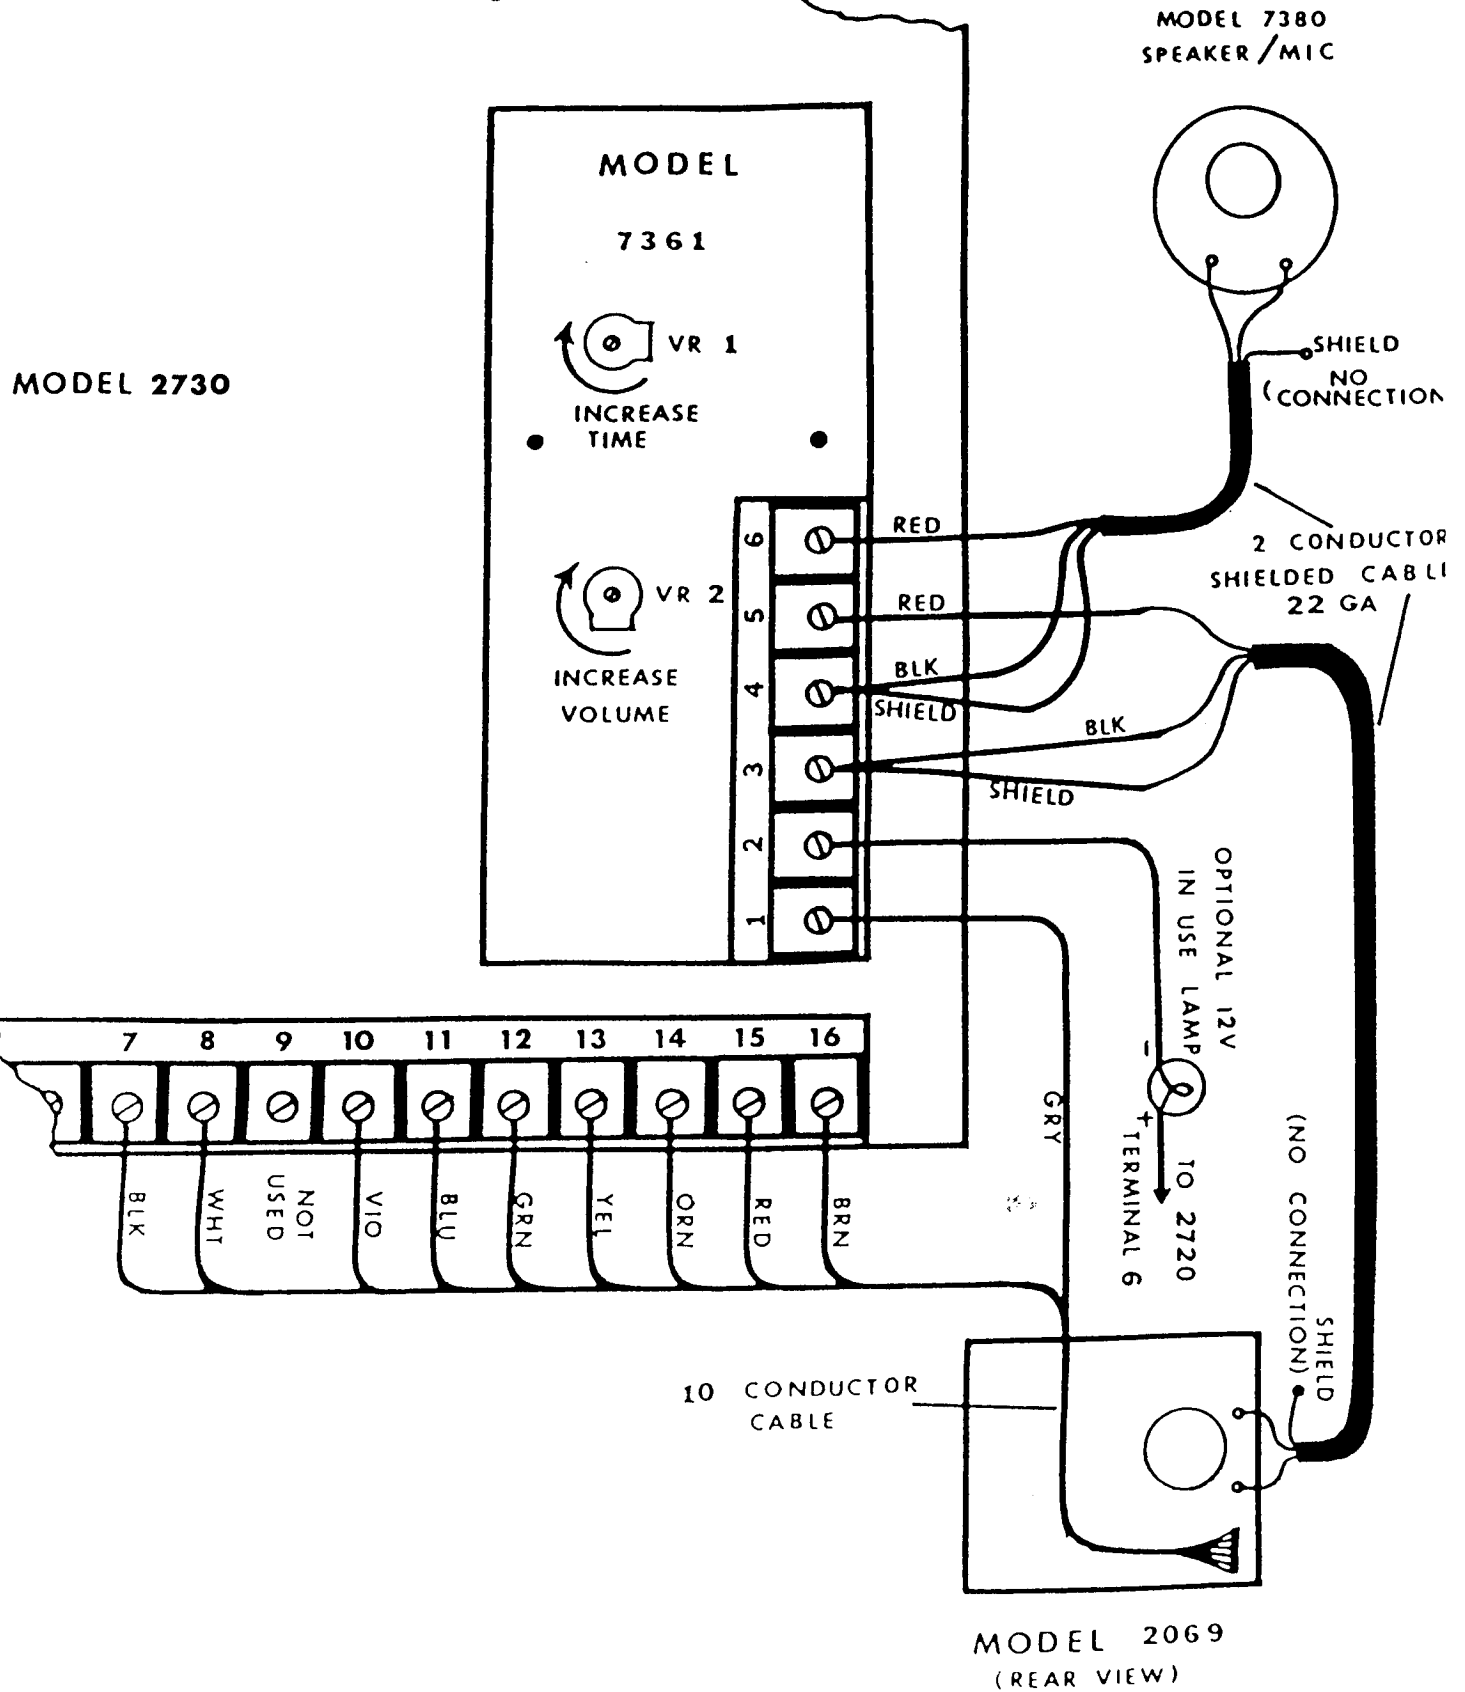 MODEL 7380
SPEAKER/MIC
MODEL
7361
VR 1
INCREASE
TIME
SHIELD
NO
(CONNECTION
MODEL 2730
6
RED
2 CONDUCTOR
SHIELDED CABL
22 GA
VR 2
5
RED
INCREASE
VOLUME
4
BLK
SHIELD
3
BLK
SHIELD
2
1
OPTIONAL 12V
IN USE LAMP
-
+
TO 2720
TERMINAL 6
GRY
7 8 9 10 11 12 13 14 15 16
BLK
WHT
NOT
USED
VIO
BLU
GRN
YEL
ORN
RED
BRN
SHIELD
(NO CONNECTION)
10 CONDUCTOR
CABLE
MODEL 2069
(REAR VIEW)